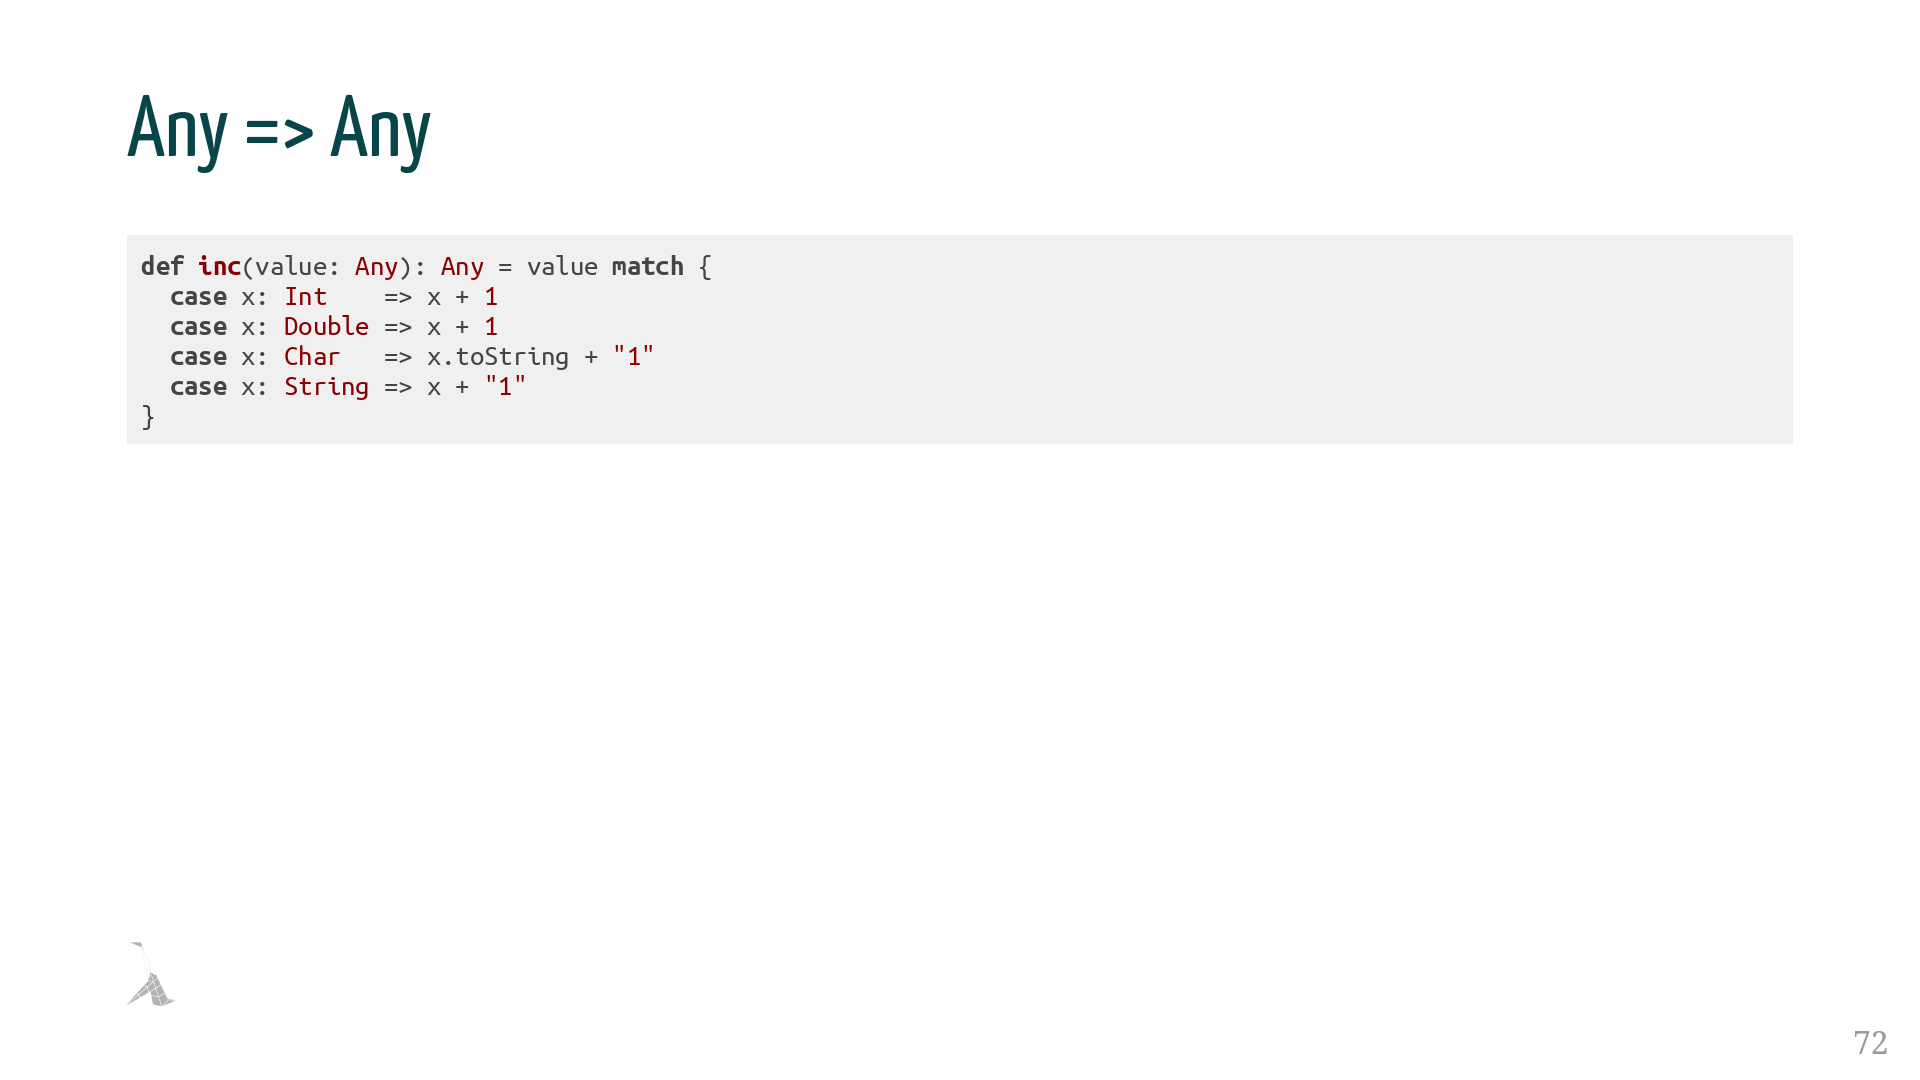 Any => Any
def inc(value: Any): Any = value match {
  case x: Int    => x + 1
  case x: Double => x + 1
  case x: Char   => x.toString + "1"
  case x: String => x + "1"
}
72